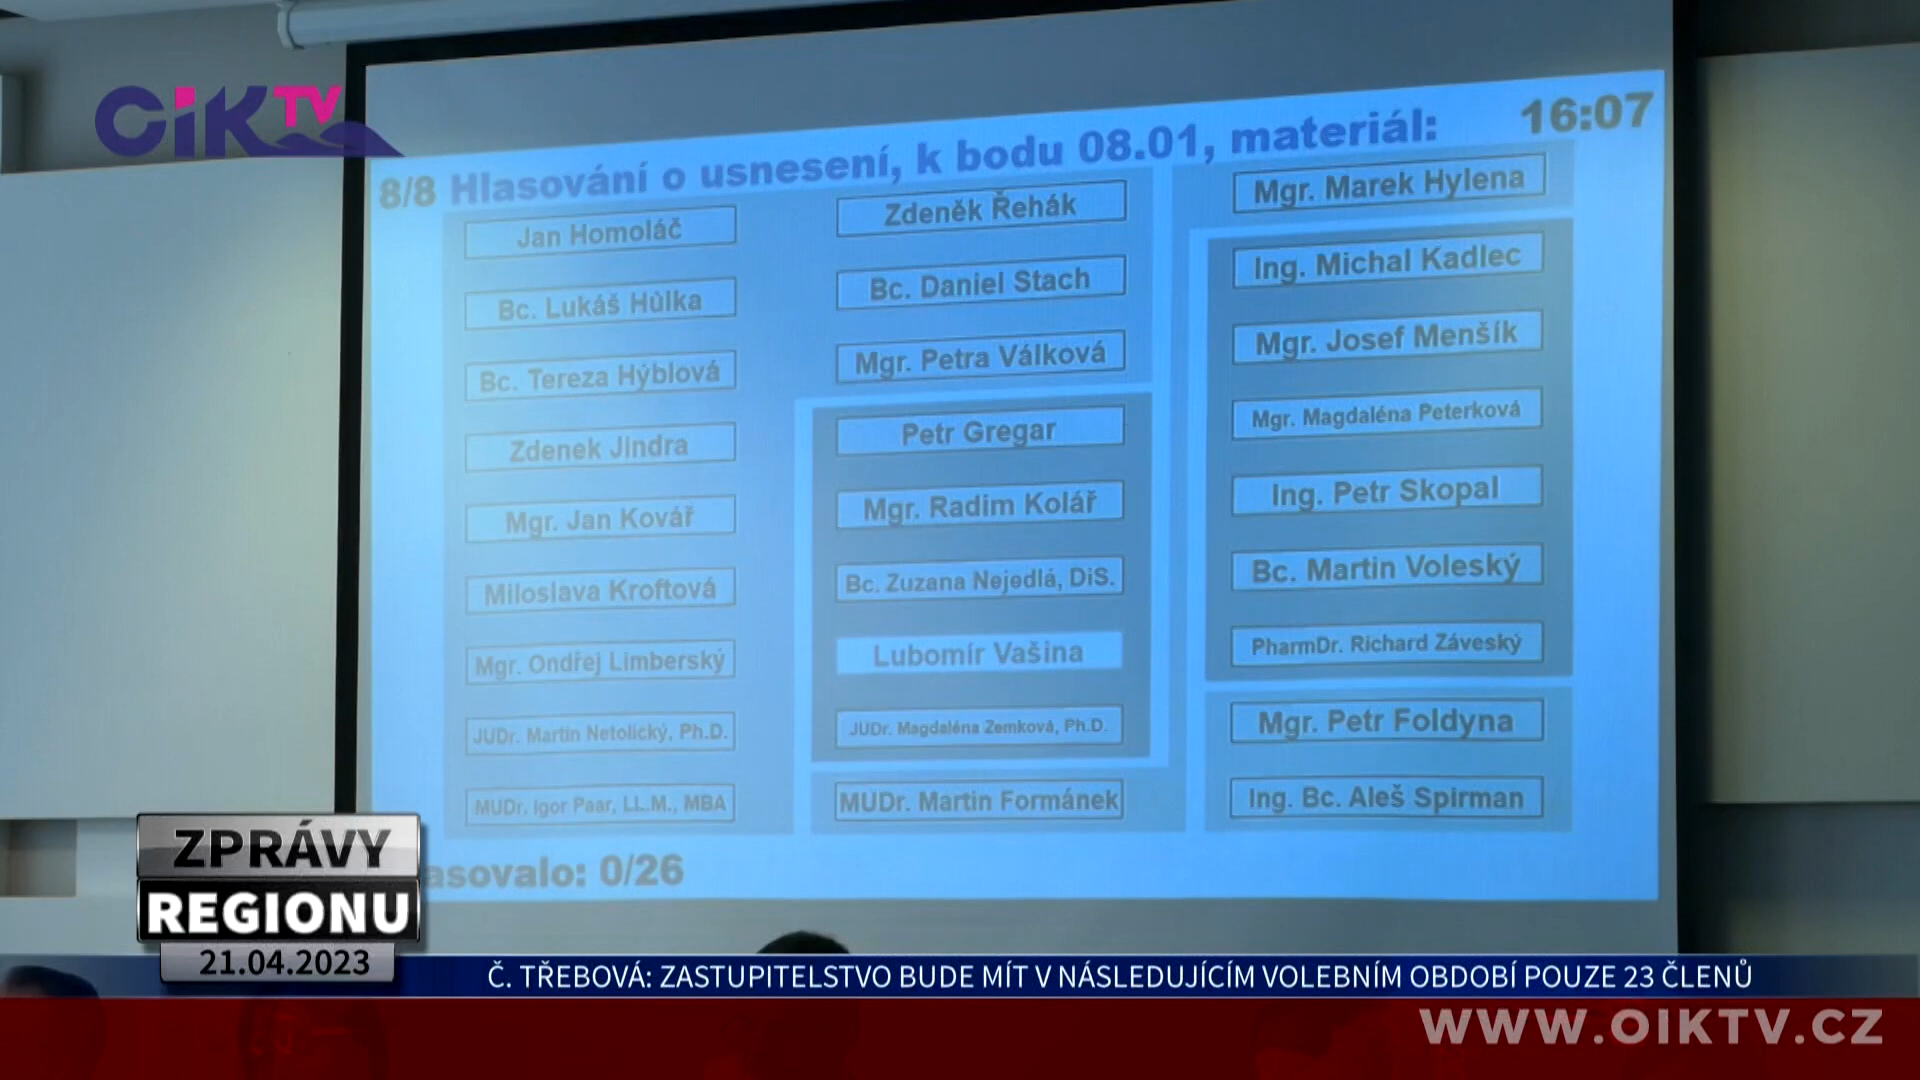 OIK TV
16:07
8/8 Hlasování o usnesení, k bodu 08.01, materiál:
Jan Homoláč
Bc. Lukáš Hůlka
Bc. Tereza Hýblová
Zdenek Jindra
Mgr. Jan Kovář
Miloslava Kroftová
Mgr. Ondřej Limberský
JUDr. Martin Netolický, Ph.D.
MUDr. Igor Paar, LL.M., MBA
Zdeněk Řehák
Bc. Daniel Stach
Mgr. Petra Válková
Petr Gregar
Mgr. Radim Kolář
Bc. Zuzana Nejedlá, DiS.
Lubomír Vašina
JUDr. Magdaléna Zemková, Ph.D.
MUDr. Martin Formánek
Mgr. Marek Hylena
Ing. Michal Kadlec
Mgr. Josef Menšík
Mgr. Magdaléna Peterková
Ing. Petr Skopal
Bc. Martin Voleský
PharmDr. Richard Záveský
Mgr. Petr Foldyna
Ing. Bc. Aleš Spirman
asovalo: 0/26
ZPRÁVY
REGIONU
21.04.2023
Č. TŘEBOVÁ: ZASTUPITELSTVO BUDE MÍT V NÁSLEDUJÍCÍM VOLEBNÍM OBDOBÍ POUZE 23 ČLENŮ
WWW.OIKTV.CZ